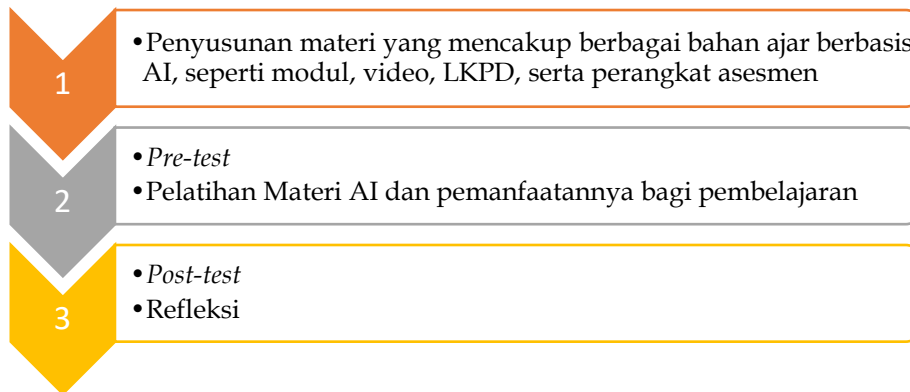 1
•Penyusunan materi yang mencakup berbagai bahan ajar berbasis
AI, seperti modul, video, LKPD, serta perangkat asesmen
2
•Pre-test
•Pelatihan Materi AI dan pemanfaatannya bagi pembelajaran
3
•Post-test
•Refleksi